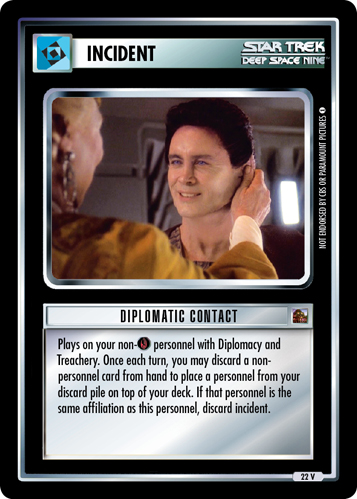 INCIDENT
STAR TREK
DEEP SPACE NINE
NOT ENDORSED BY CBS OR PARAMOUNT PICTURES
DIPLOMATIC CONTACT
Plays on your non- personnel with Diplomacy and
Treachery. Once each turn, you may discard a non-
personnel card from hand to place a personnel from your
discard pile on top of your deck. If that personnel is the
same affiliation as this personnel, discard incident.
22 V